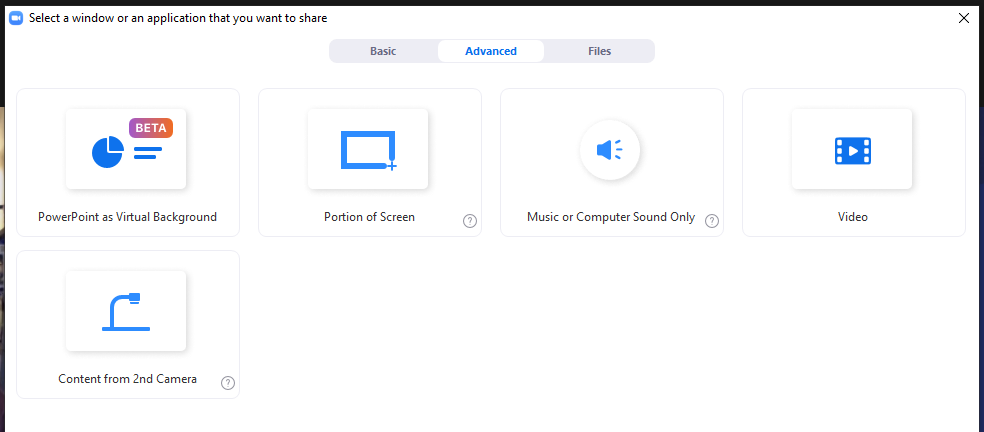 Select a window or an application that you want to share
Basic
Advanced
Files
BETA
PowerPoint as Virtual Background
Portion of Screen
?
Music or Computer Sound Only
?
Video
Content from 2nd Camera
?